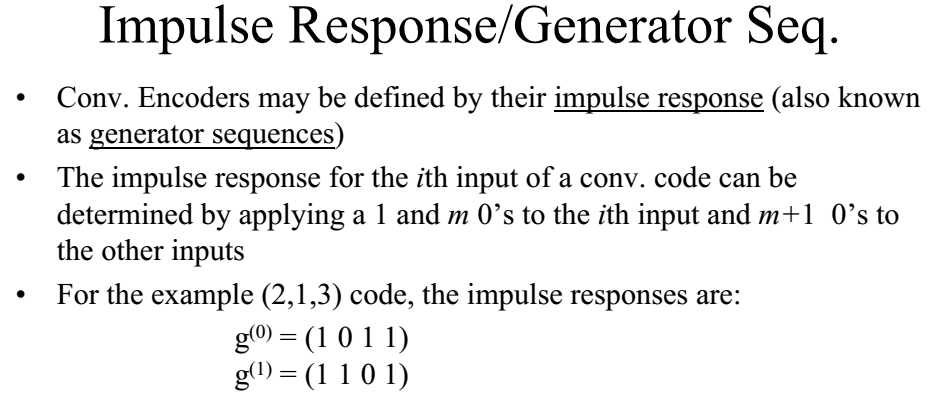 Impulse Response/Generator Seq.
• Conv. Encoders may be defined by their impulse response (also known
as generator sequences)
• The impulse response for the ith input of a conv. code can be
determined by applying a 1 and m 0's to the ith input and m+1 0's to
the other inputs
• For the example (2,1,3) code, the impulse responses are:
g⁽⁰⁾ = (1 0 1 1)
g⁽¹⁾ = (1 1 0 1)